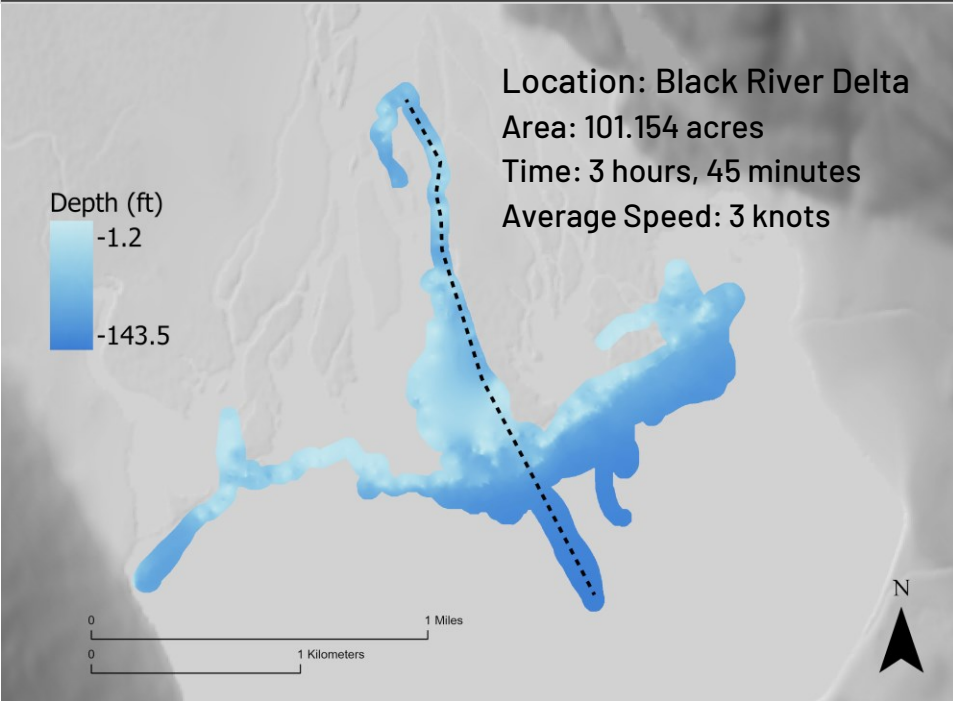 Location: Black River Delta
Area: 101.154 acres
Time: 3 hours, 45 minutes
Average Speed: 3 knots
Depth (ft)
-1.2
-143.5
N
0 1 Miles
0 1 Kilometers